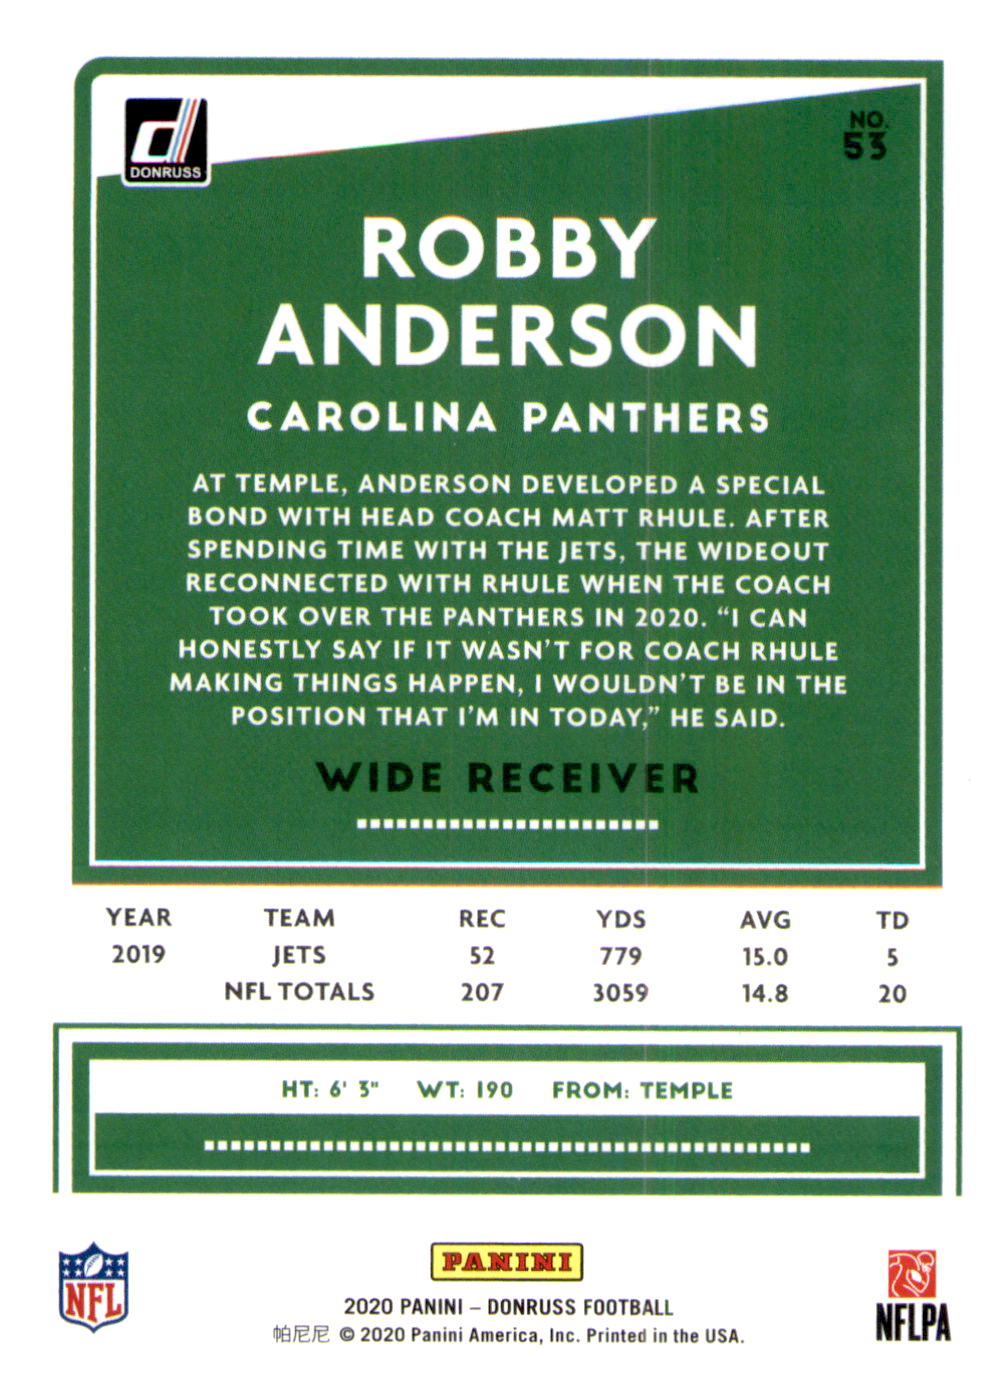 DONRUSS
NO.
53
ROBBY
ANDERSON
CAROLINA PANTHERS
AT TEMPLE, ANDERSON DEVELOPED A SPECIAL
BOND WITH HEAD COACH MATT RHULE. AFTER
SPENDING TIME WITH THE JETS, THE WIDEOUT
RECONNECTED WITH RHULE WHEN THE COACH
TOOK OVER THE PANTHERS IN 2020. “I CAN
HONESTLY SAY IF IT WASN’T FOR COACH RHULE
MAKING THINGS HAPPEN, I WOULDN’T BE IN THE
POSITION THAT I’M IN TODAY,” HE SAID.
WIDE RECEIVER
YEAR TEAM REC YDS AVG TD
2019 JETS 52 779 15.0 5
NFL TOTALS 207 3059 14.8 20
HT: 6' 3" WT: 190 FROM: TEMPLE
NFL
PANINI
NFLPA
2020 PANINI – DONRUSS FOOTBALL
帕尼尼 © 2020 Panini America, Inc. Printed in the USA.